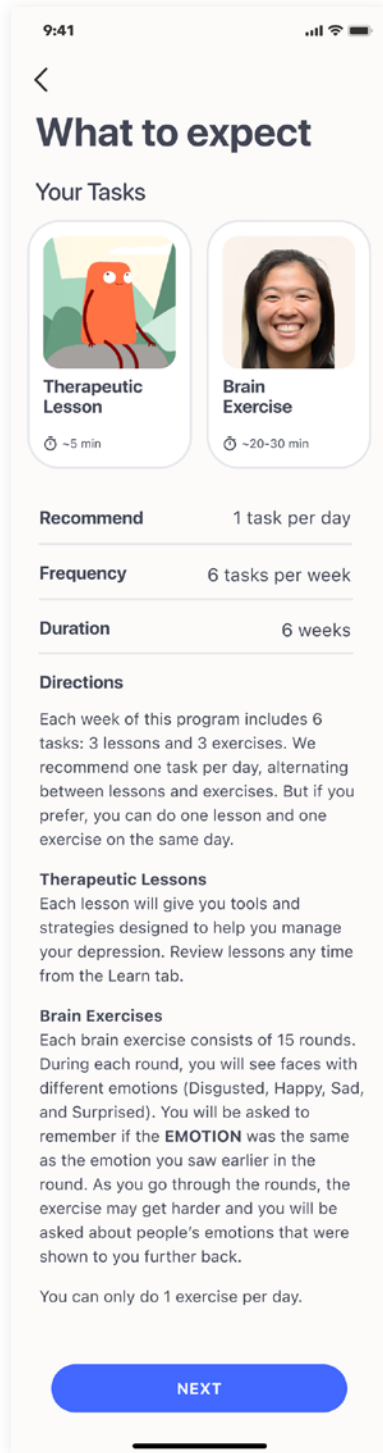 9:41
What to expect
Your Tasks
Therapeutic
Lesson
~5 min
Brain
Exercise
~20-30 min
Recommend 1 task per day
Frequency 6 tasks per week
Duration 6 weeks
Directions
Each week of this program includes 6
tasks: 3 lessons and 3 exercises. We
recommend one task per day, alternating
between lessons and exercises. But if you
prefer, you can do one lesson and one
exercise on the same day.
Therapeutic Lessons
Each lesson will give you tools and
strategies designed to help you manage
your depression. Review lessons any time
from the Learn tab.
Brain Exercises
Each brain exercise consists of 15 rounds.
During each round, you will see faces with
different emotions (Disgusted, Happy, Sad,
and Surprised). You will be asked to
remember if the EMOTION was the same
as the emotion you saw earlier in the
round. As you go through the rounds, the
exercise may get harder and you will be
asked about people's emotions that were
shown to you further back.
You can only do 1 exercise per day.
NEXT